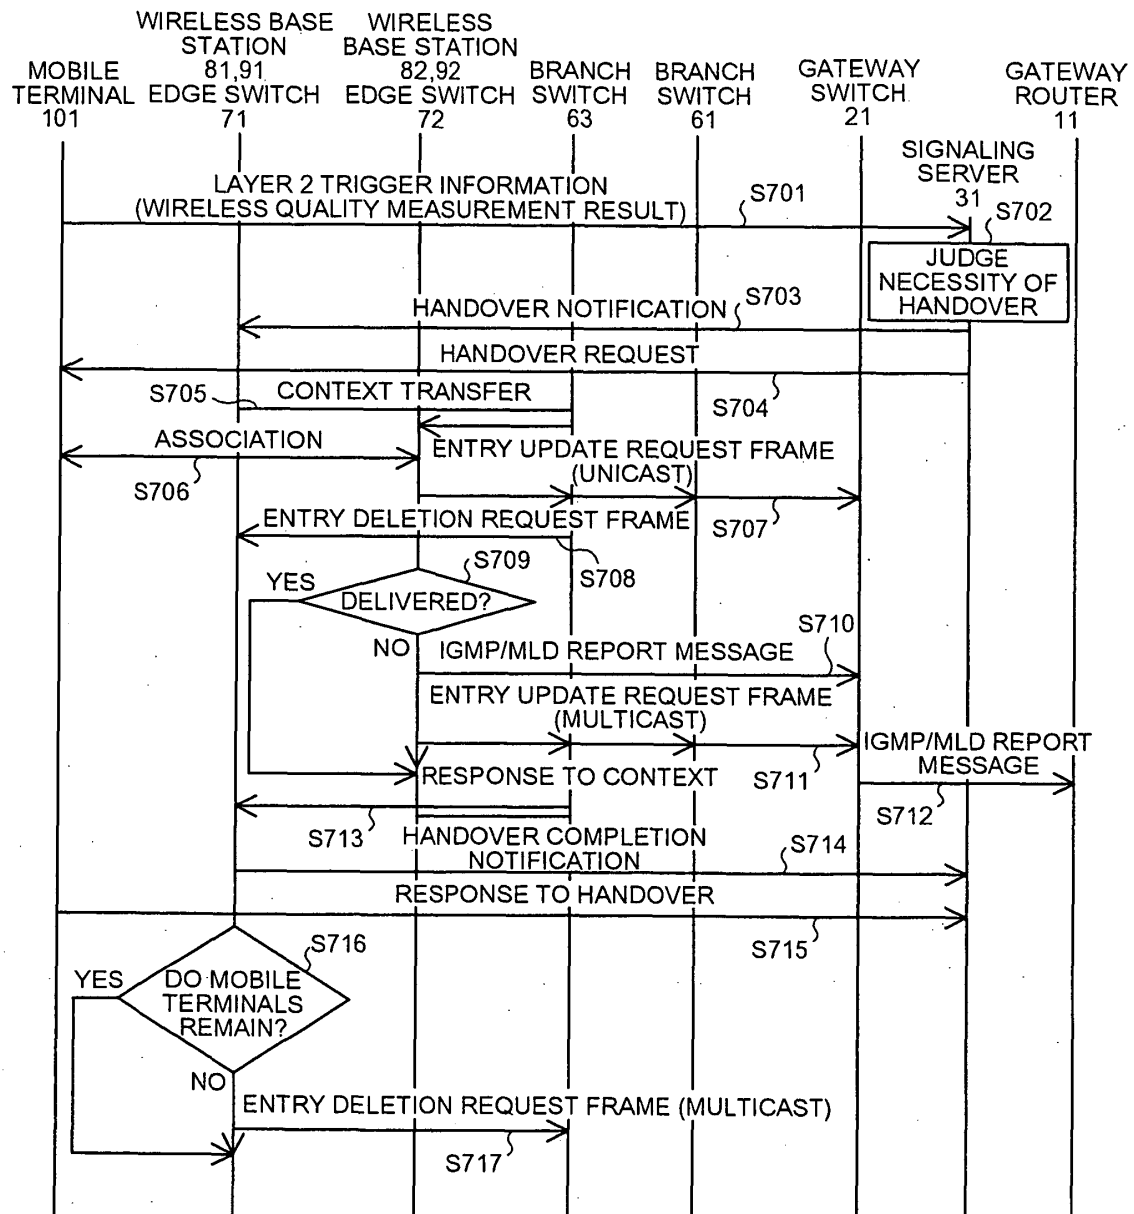 WIRELESS BASE
STATION
81,91
EDGE SWITCH
71
WIRELESS
BASE STATION
82,92
EDGE SWITCH
72
MOBILE
TERMINAL
101
BRANCH
SWITCH
63
BRANCH
SWITCH
61
GATEWAY
SWITCH
21
GATEWAY
ROUTER
11
SIGNALING
SERVER
31
LAYER 2 TRIGGER INFORMATION
(WIRELESS QUALITY MEASUREMENT RESULT)
S701
S702
JUDGE
NECESSITY OF
HANDOVER
HANDOVER NOTIFICATION
S703
HANDOVER REQUEST
S704
S705
CONTEXT TRANSFER
ASSOCIATION
S706
ENTRY UPDATE REQUEST FRAME
(UNICAST)
S707
ENTRY DELETION REQUEST FRAME
S708
S709
YES
DELIVERED?
NO
S710
IGMP/MLD REPORT MESSAGE
ENTRY UPDATE REQUEST FRAME
(MULTICAST)
S711
IGMP/MLD REPORT
MESSAGE
S712
RESPONSE TO CONTEXT
S713
HANDOVER COMPLETION
NOTIFICATION
S714
RESPONSE TO HANDOVER
S715
S716
YES
DO MOBILE
TERMINALS
REMAIN?
NO
ENTRY DELETION REQUEST FRAME (MULTICAST)
S717